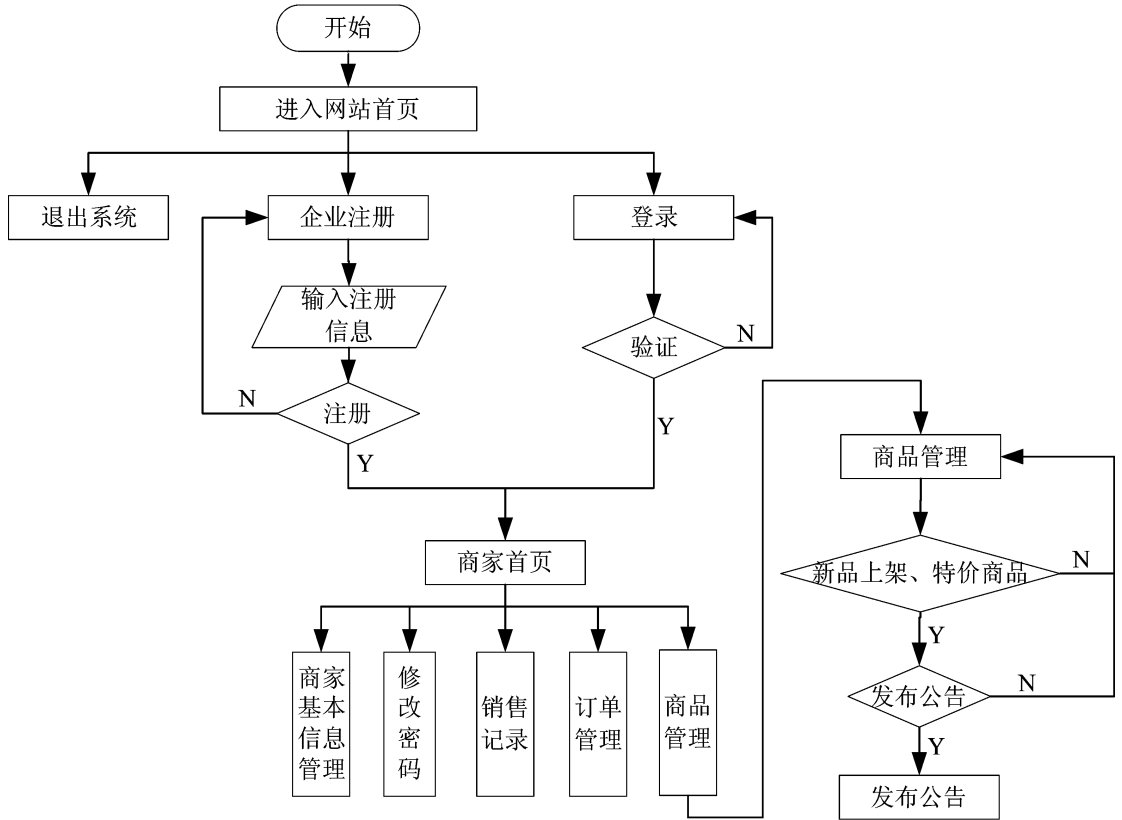 开始
进入网站首页
退出系统
企业注册
登录
输入注册
信息
验证
N
注册
N
Y
Y
商家首页
商家
基本
信息
管理
修
改
密
码
销售
记录
订单
管理
商品
管理
商品管理
新品上架、特价商品
N
Y
发布公告
N
Y
发布公告